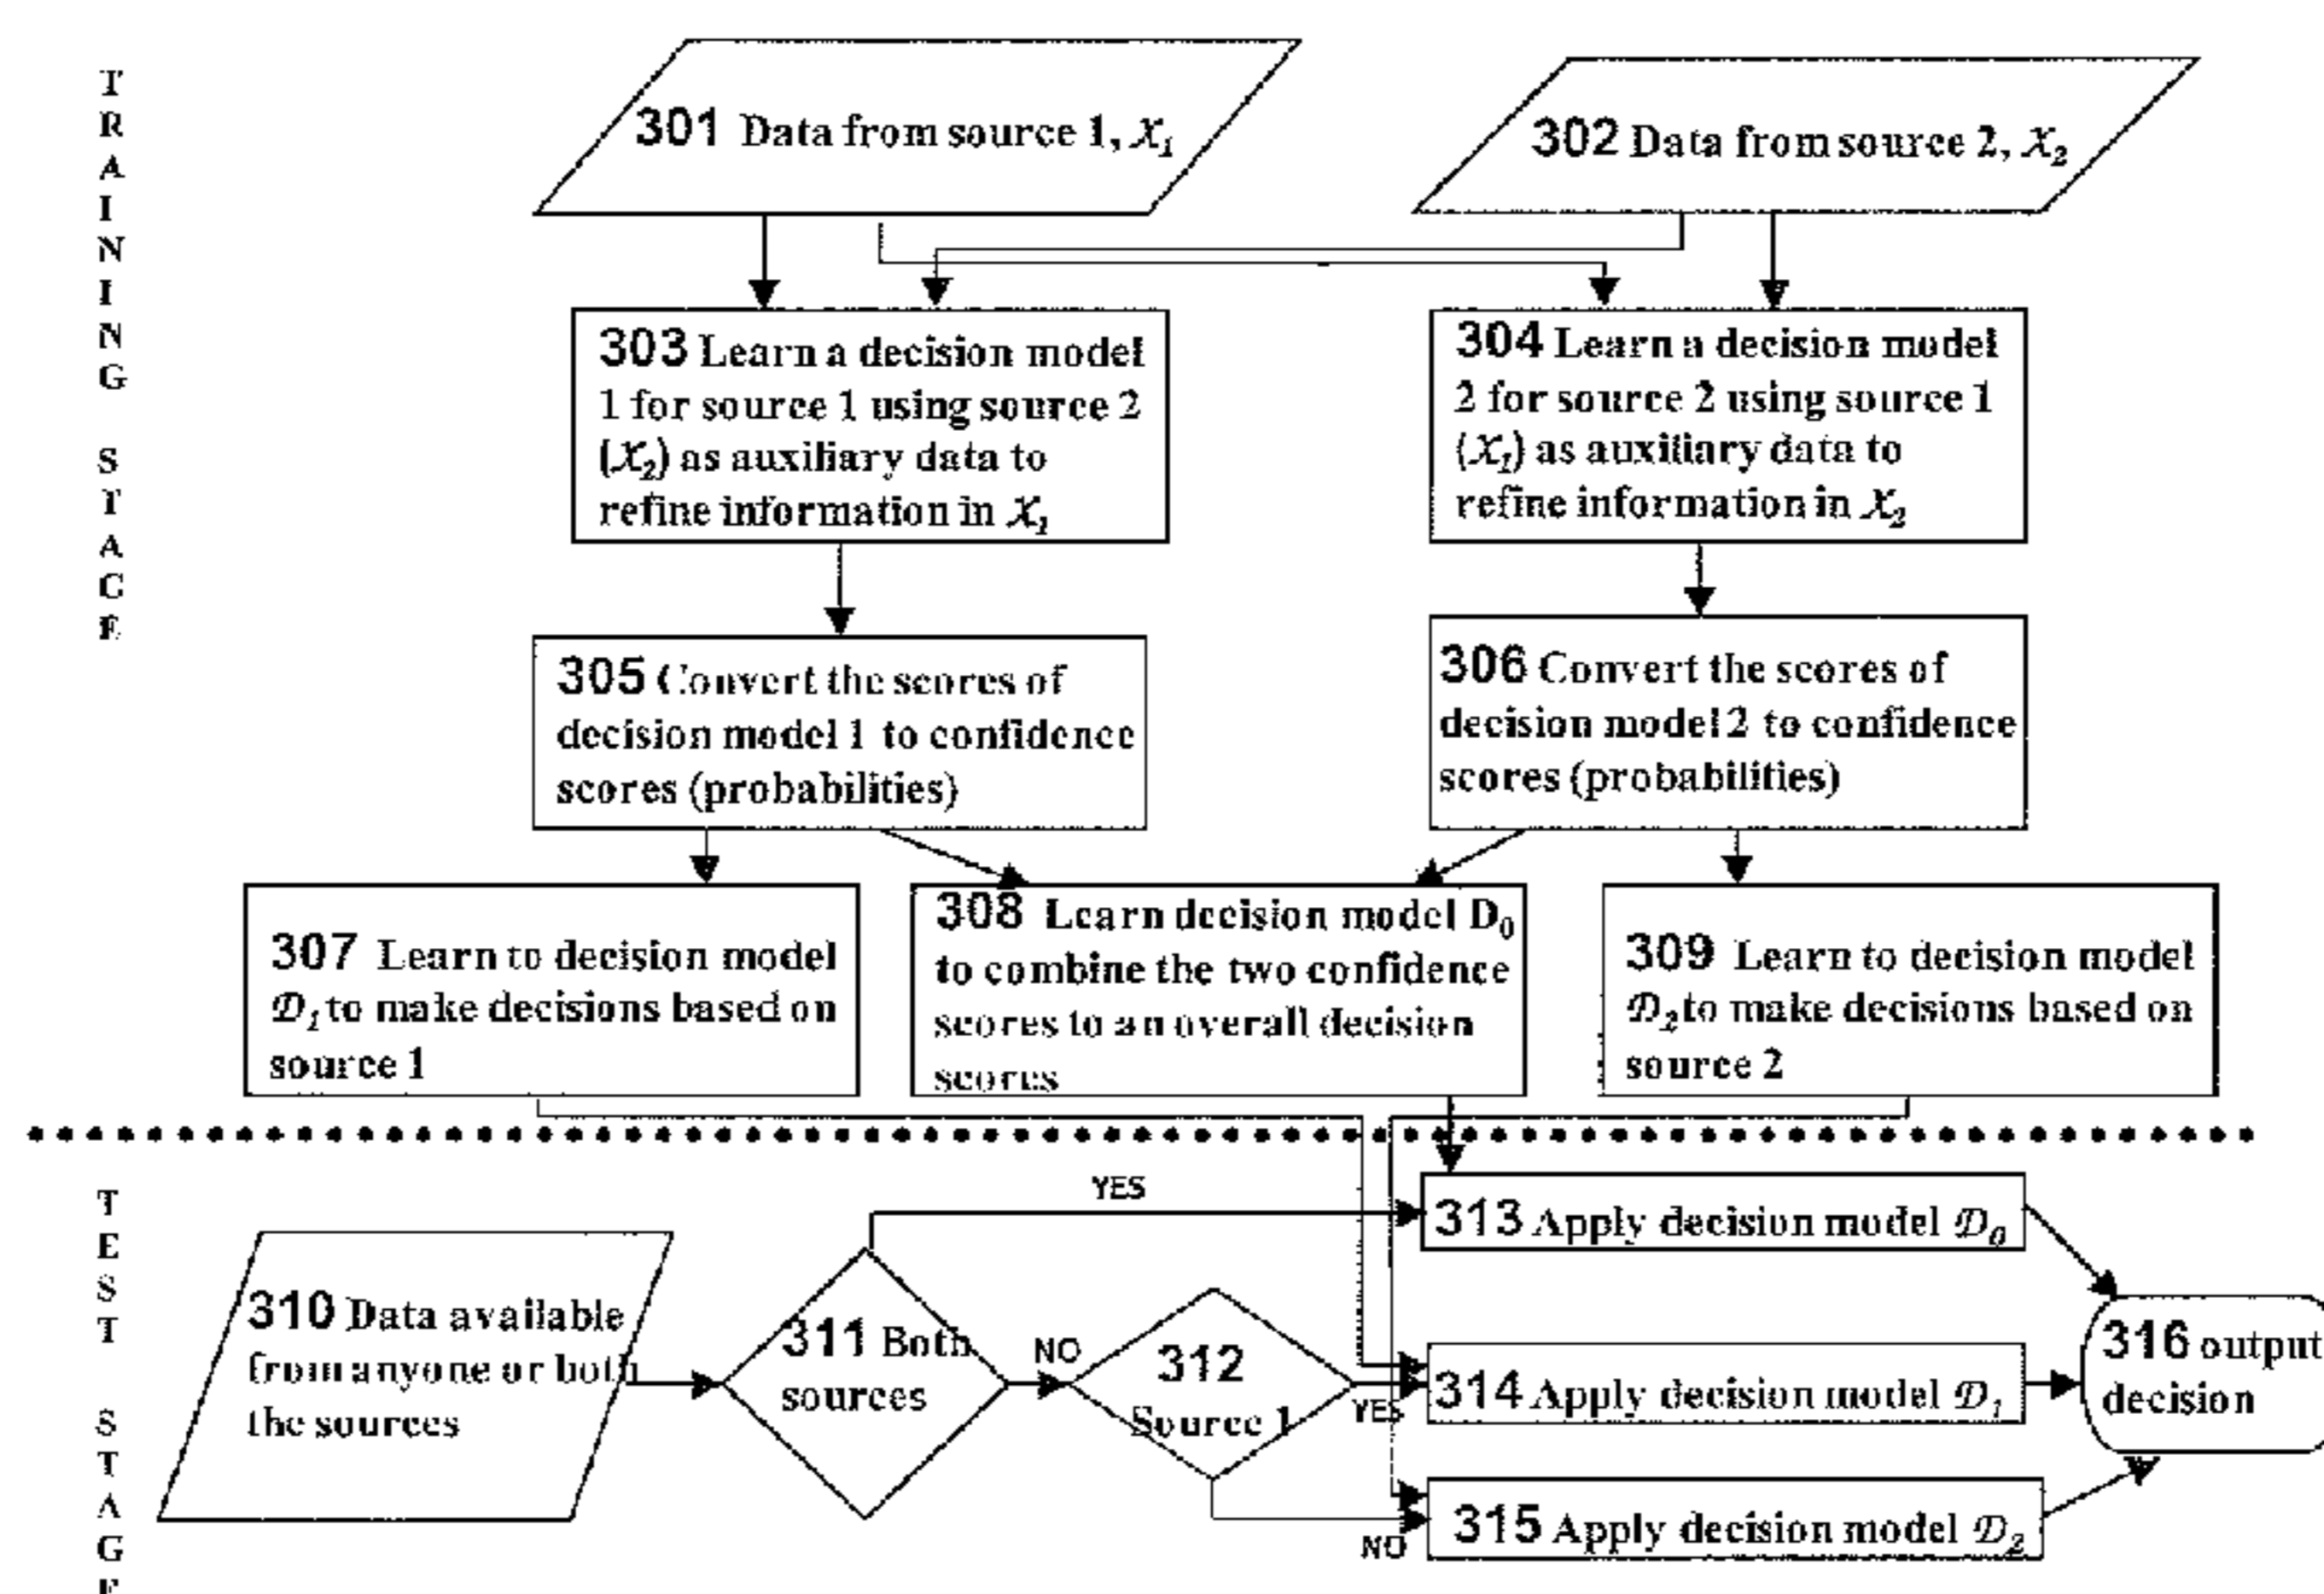 TRAINING STAGE
301 Data from source 1, X₁
302 Data from source 2, X₂
303 Learn a decision model
1 for source 1 using source 2
(X₂) as auxiliary data to
refine information in X₁
304 Learn a decision model
2 for source 2 using source 1
(X₁) as auxiliary data to
refine information in X₂
305 Convert the scores of
decision model 1 to confidence
scores (probabilities)
306 Convert the scores of
decision model 2 to confidence
scores (probabilities)
307 Learn to decision model
D₁ to make decisions based on
source 1
308 Learn decision model D₀
to combine the two confidence
scores to an overall decision
scores
309 Learn to decision model
D₂ to make decisions based on
source 2
TEST STAGE
310 Data available
from anyone or both
the sources
311 Both
sources
YES
NO
312
Source 1
YES
NO
313 Apply decision model D₀
314 Apply decision model D₁
315 Apply decision model D₂
316 output
decision